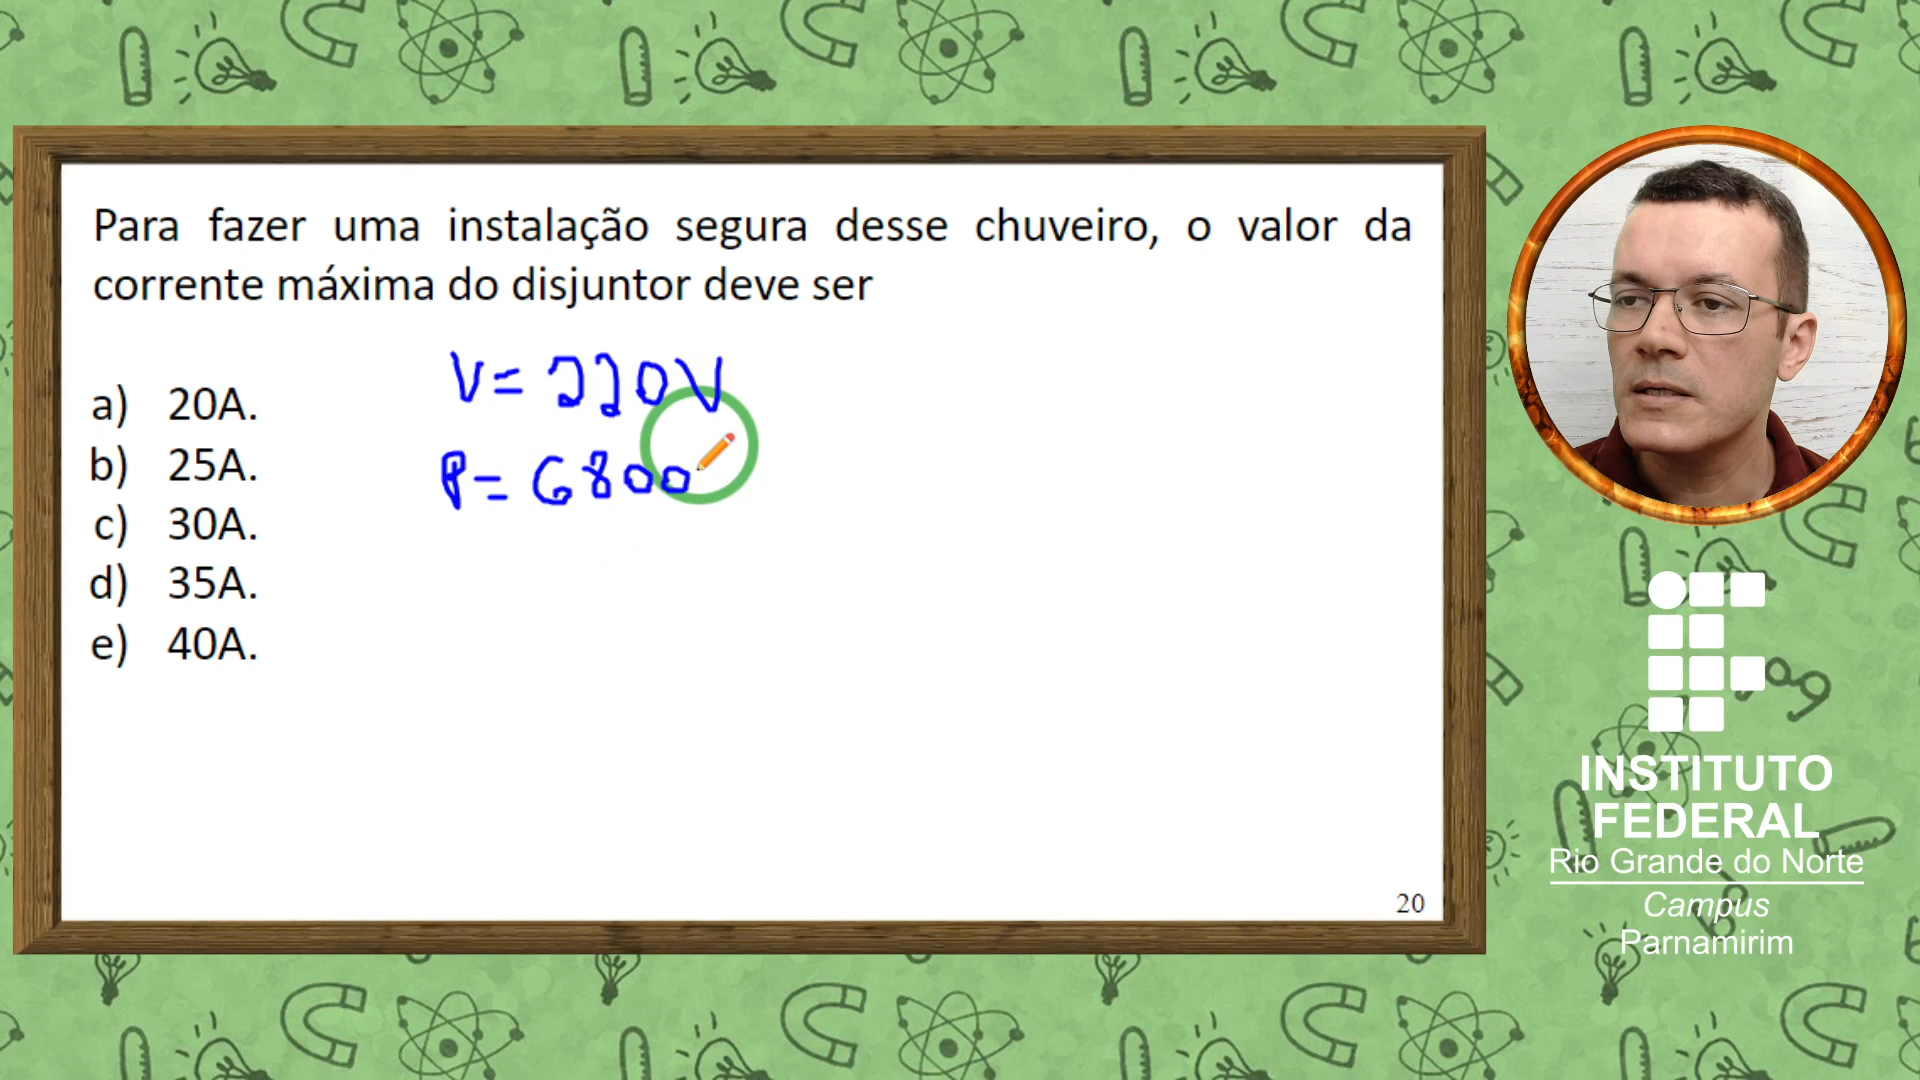 Para fazer uma instalação segura desse chuveiro, o valor da
corrente máxima do disjuntor deve ser
V = 220V
a) 20A.
b) 25A.
P = 6800
c) 30A.
d) 35A.
e) 40A.
20
INSTITUTO
FEDERAL
Rio Grande do Norte
Campus
Parnamirim